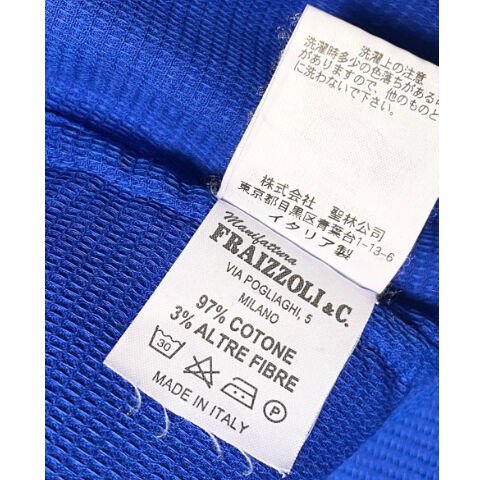 洗濯上の注意
洗濯時多少の色落ちがある
がありますので、他のものと
に洗わないで下さい。
株式会社 聖林公司
東京都目黒区青葉台1-13-6
イタリア製
Manifattura
FRAIZZOLI & C.
VIA POGLIAGHI, 5
MILANO
97% COTONE
3% ALTRE FIBRE
30
P
MADE IN ITALY